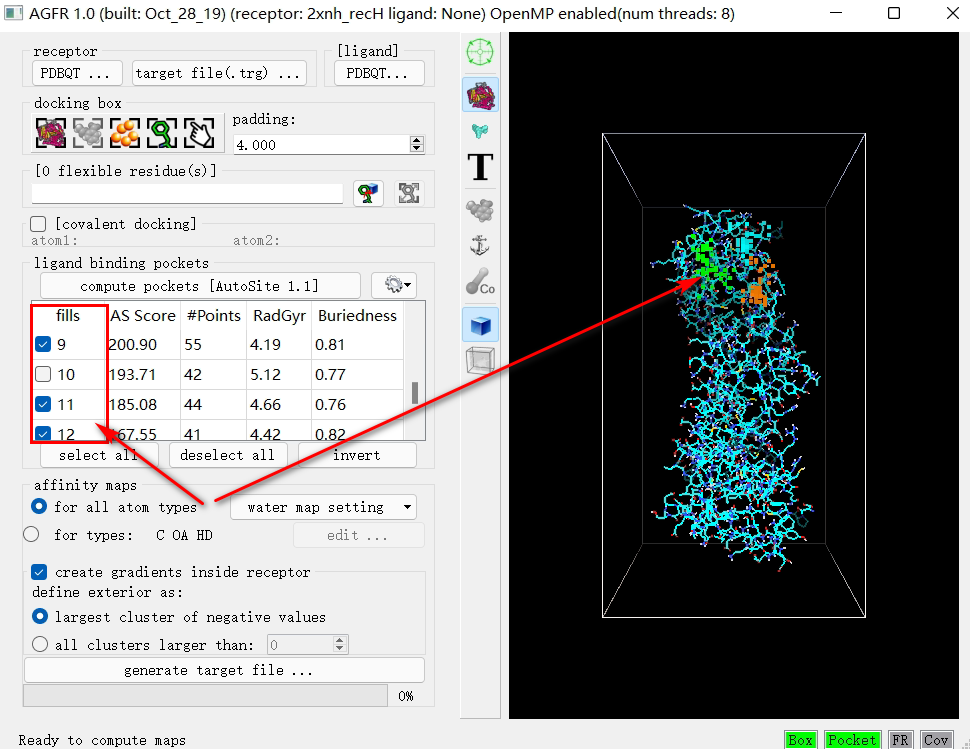 AGFR 1.0 (built: Oct_28_19) (receptor: 2xnh_recH ligand: None) OpenMP enabled(num threads: 8)
receptor [ligand]
PDBQT ... target file(.trg) ... PDBQT...
docking box
padding:
4.000
[0 flexible residue(s)]
[covalent docking]
atom1: atom2:
ligand binding pockets
compute pockets [AutoSite 1.1]
fills AS Score #Points RadGyr Buriedness
9 200.90 55 4.19 0.81
10 193.71 42 5.12 0.77
11 185.08 44 4.66 0.76
12 167.55 41 4.42 0.82
select all deselect all invert
affinity maps
for all atom types water map setting
for types: C OA HD edit ...
create gradients inside receptor
define exterior as:
largest cluster of negative values
all clusters larger than: 0
generate target file ...
0%
Ready to compute maps
T
Co
Box Pocket FR Cov